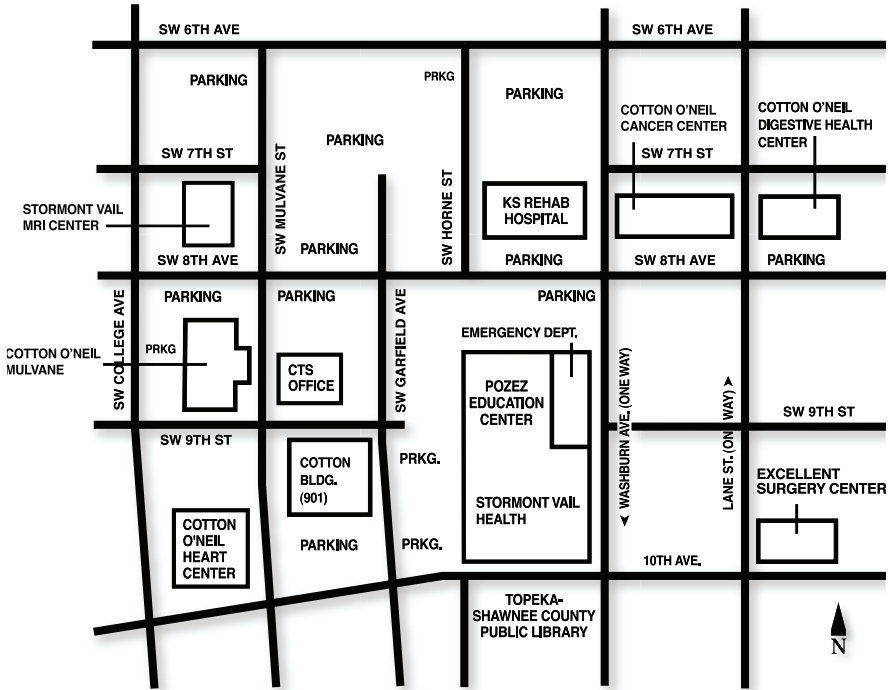 SW 6TH AVE
SW 6TH AVE
PARKING
PRKG
PARKING
COTTON O'NEIL
CANCER CENTER
COTTON O'NEIL
DIGESTIVE HEALTH
CENTER
PARKING
SW 7TH ST
SW 7TH ST
SW MULVANE ST
SW HORNE ST
STORMONT VAIL
MRI CENTER
KS REHAB
HOSPITAL
PARKING
SW 8TH AVE
PARKING
SW 8TH AVE
PARKING
PARKING
PARKING
PARKING
SW COLLEGE AVE
SW GARFIELD AVE
EMERGENCY DEPT.
COTTON O'NEIL
MULVANE
PRKG
CTS
OFFICE
POZEZ
EDUCATION
CENTER
WASHBURN AVE. (ONE WAY)
LANE ST. (ONE WAY)
SW 9TH ST
SW 9TH ST
COTTON
BLDG.
(901)
PRKG.
EXCELLENT
SURGERY CENTER
STORMONT VAIL
HEALTH
COTTON
O'NEIL
HEART
CENTER
PARKING
PRKG.
10TH AVE.
TOPEKA-
SHAWNEE COUNTY
PUBLIC LIBRARY
N